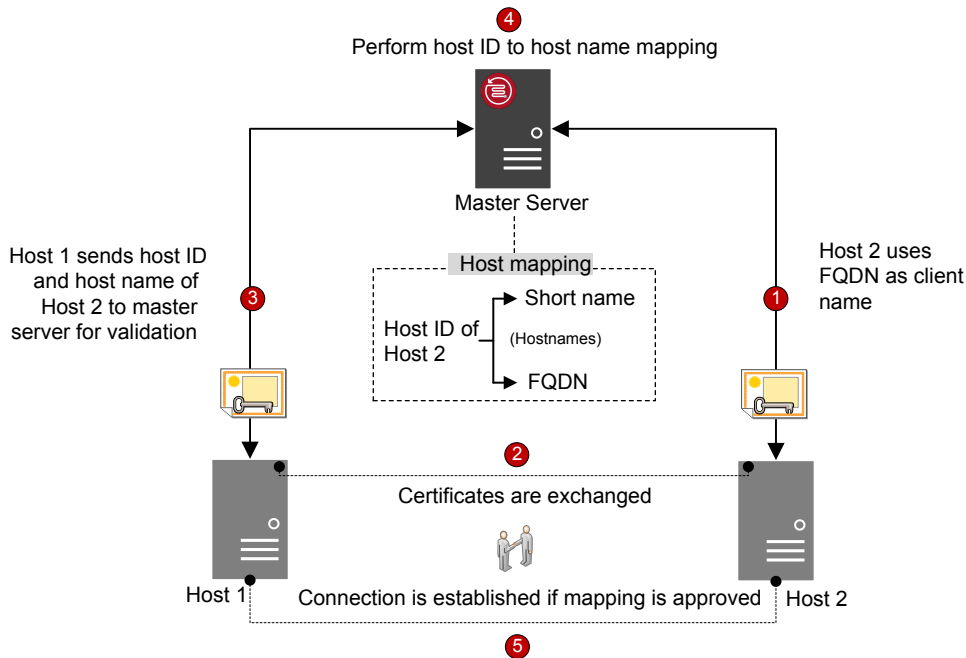 4
Perform host ID to host name mapping
Master Server
Host 1 sends host ID
and host name of
Host 2 to master
server for validation
3
Host mapping
Short name
Host ID of
Host 2
(Hostnames)
FQDN
1
Host 2 uses
FQDN as client
name
2
Certificates are exchanged
Host 1
Connection is established if mapping is approved
Host 2
5